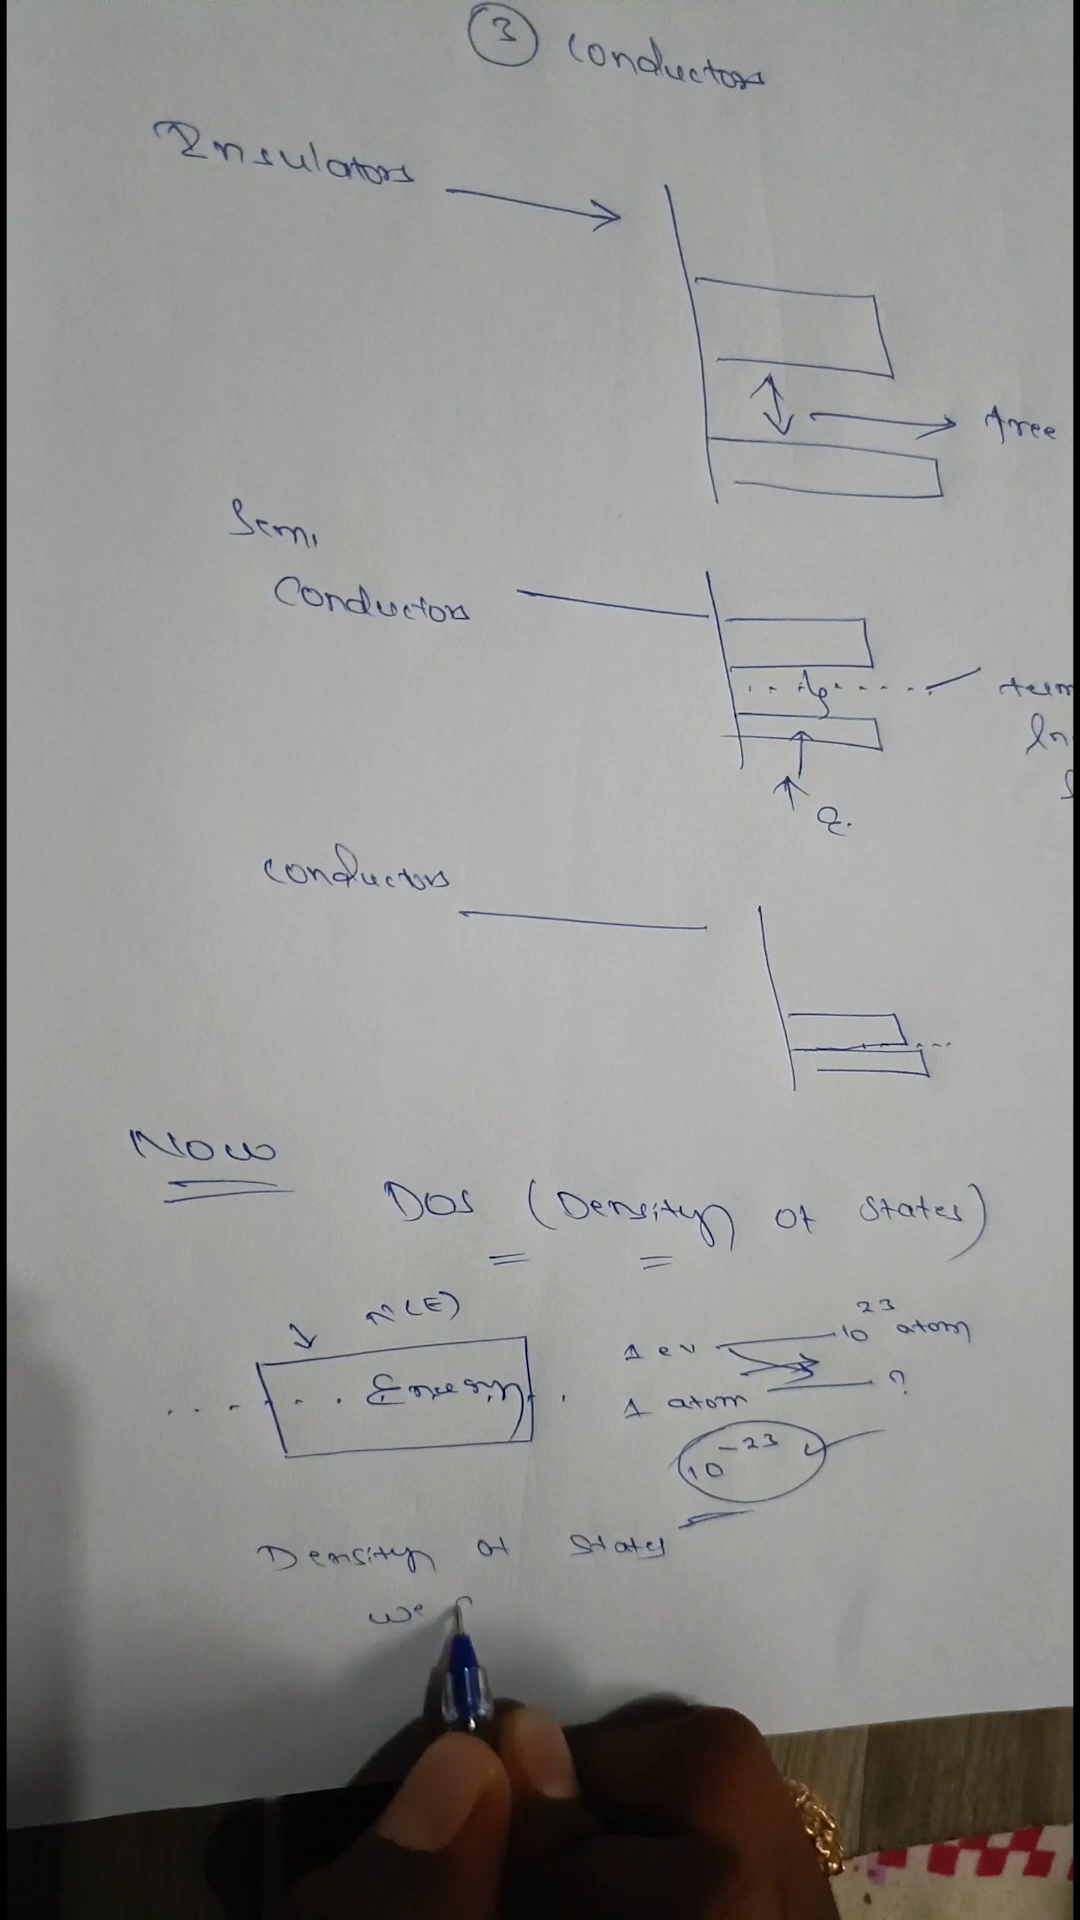 ③ conductors
Insulators
free
Semi
Conductors
conductors
Now
DOS (Density of states)
N(E)
1 ev 10^23 atom
Energy
1 atom ?
10^-23
Density of states
we